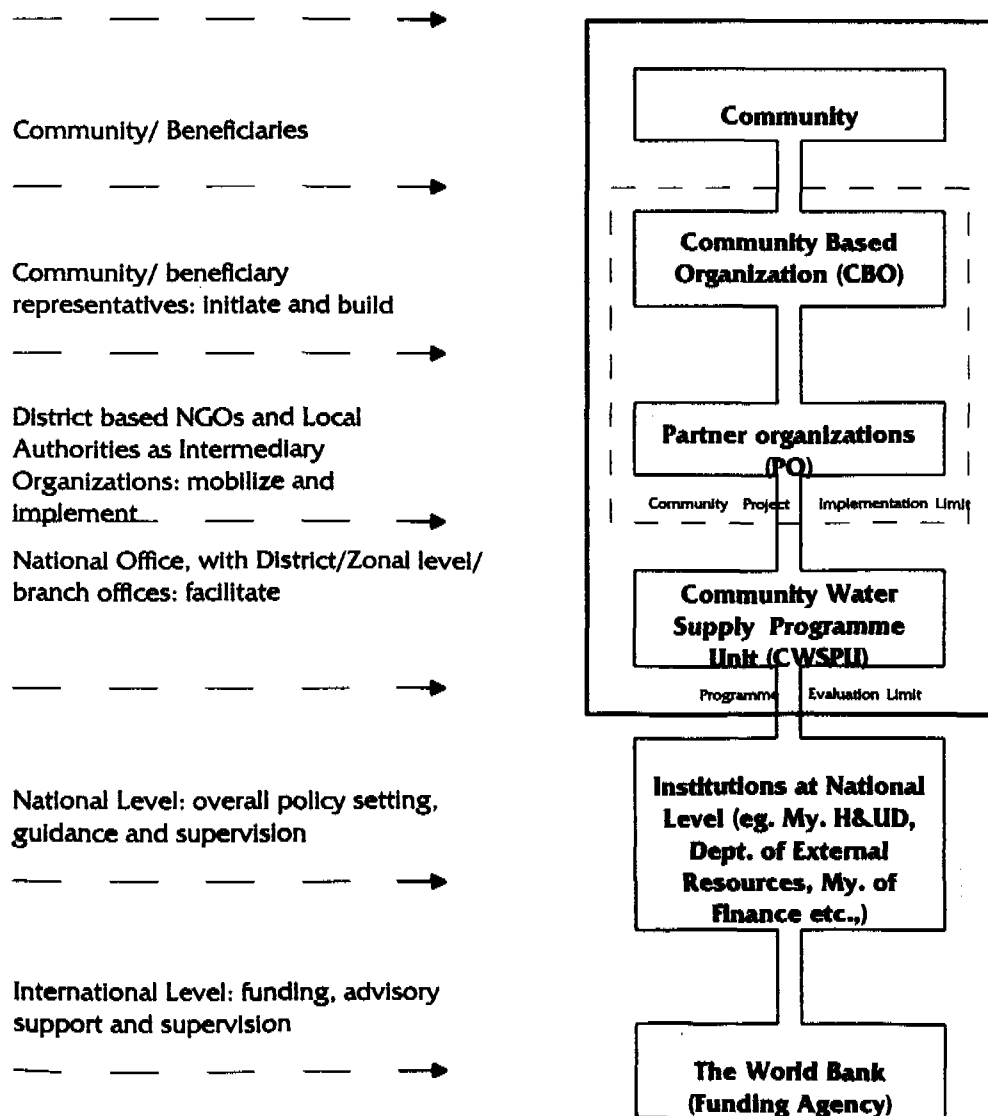 Community/ Beneficiaries
Community/ beneficiary
representatives: initiate and build
District based NGOs and Local
Authorities as Intermediary
Organizations: mobilize and
implement
National Office, with District/Zonal level/
branch offices: facilitate
National Level: overall policy setting,
guidance and supervision
International Level: funding, advisory
support and supervision
Community
Community Based
Organization (CBO)
Partner organizations
(PO)
Community Project Implementation Limit
Community Water
Supply Programme
Unit (CWSPU)
Programme Evaluation Limit
Institutions at National
Level (eg. My. H&UD,
Dept. of External
Resources, My. of
Finance etc.,)
The World Bank
(Funding Agency)